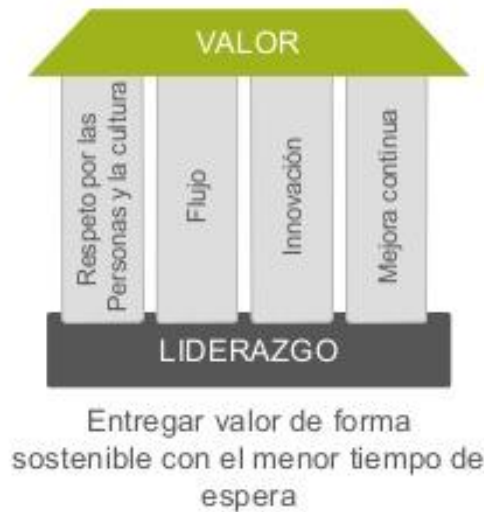 VALOR
Respeto por las
Personas y la cultura
Flujo
Innovación
Mejora continua
LIDERAZGO
Entregar valor de forma
sostenible con el menor tiempo de
espera